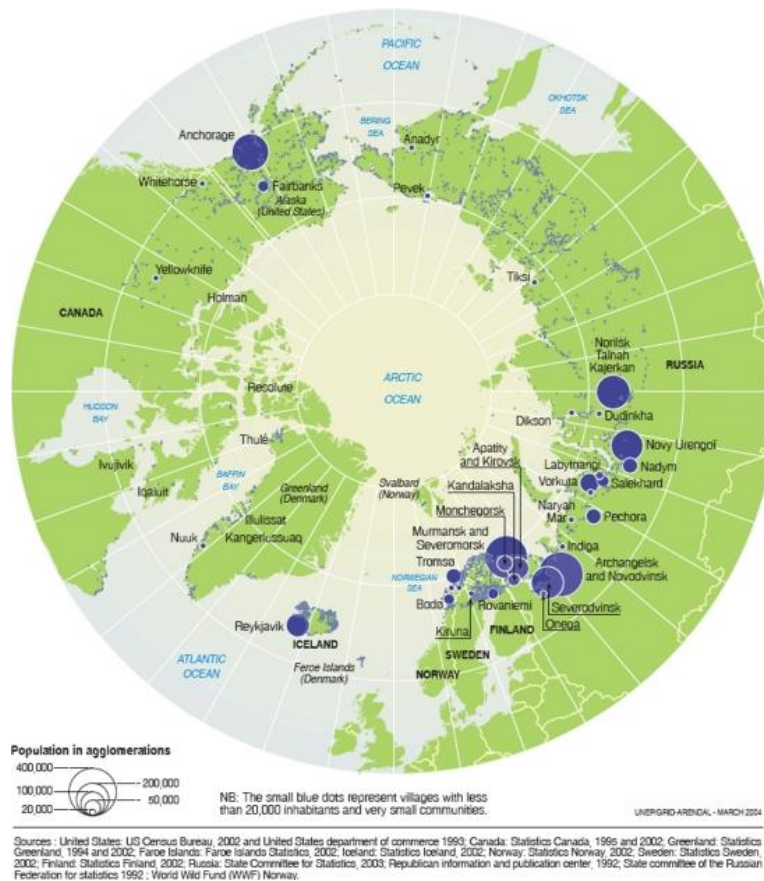 PACIFIC
OCEAN
OKHOTSK
SEA
BERING
SEA
Anchorage
Anadyr
Whitehorse
Fairbanks
Alaska
(United States)
Pevek
Yellowknife
Tiksi
Holman
CANADA
Norilsk
Talnah
Kajerkan
RUSSIA
ARCTIC
OCEAN
Resolute
HUDSON
BAY
Dikson
Dudinkha
Thulé
Apatity
and Kirovsk
Novy Urengoï
Ivujivik
Labytnangi
Nadym
BAFFIN
BAY
Greenland
(Denmark)
Svalbard
(Norway)
Kandalaksha
Vorkuta
Salekhard
Iqaluit
Monchegorsk
Naryan
Mar
Pechora
Illulissat
Kangerlussuaq
Nuuk
Murmansk and
Severomorsk
Indiga
Tromsø
Archangelsk
and Novodvinsk
NORWEGIAN
SEA
Bodø
Rovaniemi
Severodvinsk
Reykjavik
Kiruna
FINLAND
Onega
ICELAND
SWEDEN
ATLANTIC
OCEAN
Feroe Islands
(Denmark)
NORWAY
Population in agglomerations
400,000
200,000
100,000
50,000
20,000
NB: The small blue dots represent villages with less
than 20,000 inhabitants and very small communities.
UNEP/GRID-ARENDAL - MARCH 2004
Sources : United States: US Census Bureau, 2002 and United States department of commerce 1993; Canada: Statistics Canada, 1995 and 2002; Greenland: Statistics
Greenland, 1994 and 2002; Faroe Islands: Faroe Islands Statistics, 2002; Iceland: Statistics Iceland, 2002; Norway: Statistics Norway, 2002; Sweden: Statistics Sweden,
2002; Finland: Statistics Finland, 2002; Russia: State Committee for Statistics, 2003; Republican information and publication center, 1992; State committee of the Russian
Federation for statistics 1992 ; World Wild Fund (WWF) Norway.